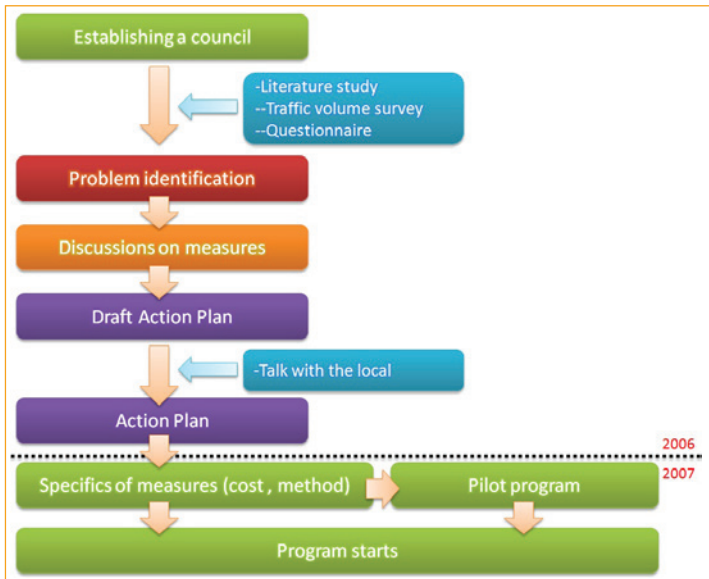 Establishing a council
-Literature study
--Traffic volume survey
--Questionnaire
Problem identification
Discussions on measures
Draft Action Plan
-Talk with the local
Action Plan
2006
2007
Specifics of measures (cost , method)
Pilot program
Program starts